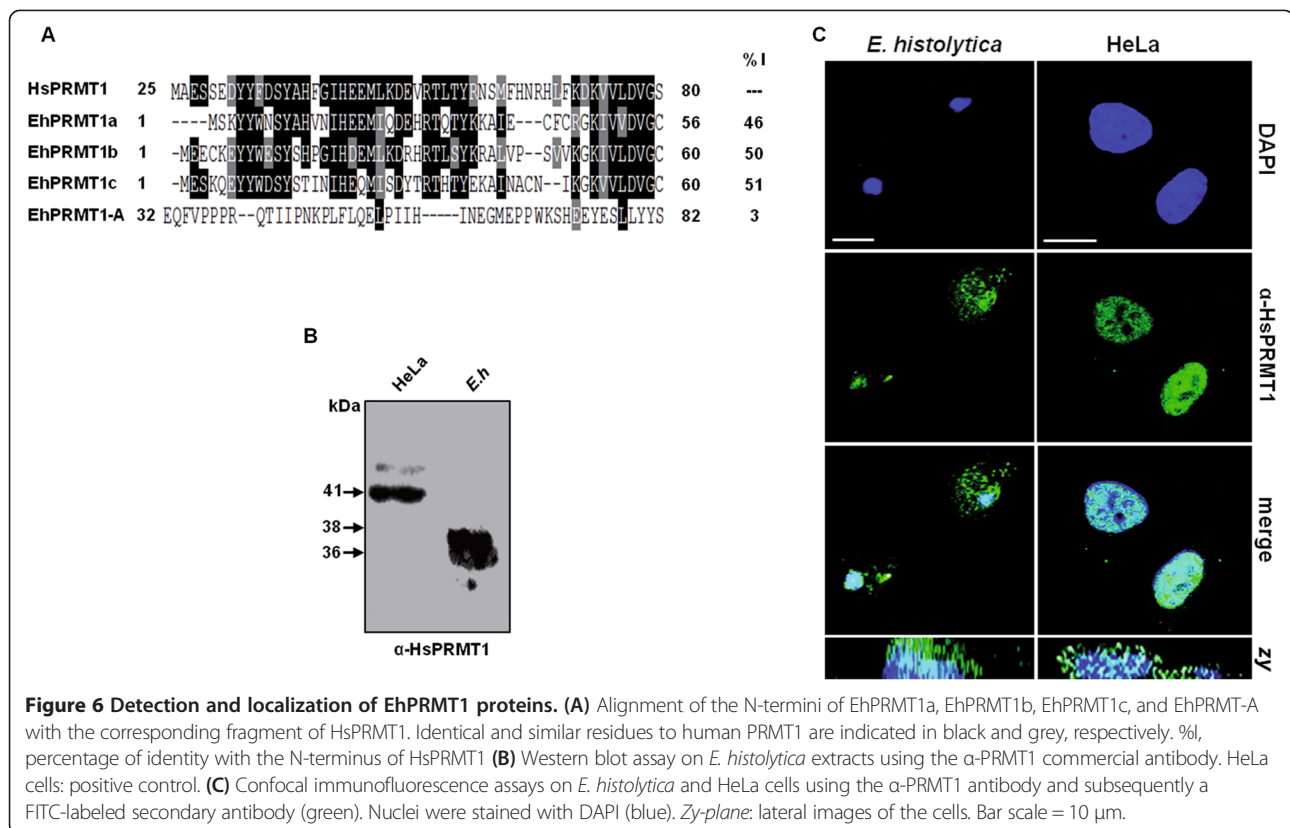 A
% I
HsPRMT1 25 MAESSEDYYFDSYAHFGIHEEMLKDEVRTLTYRNSMFHNRHLFKDKVVLDVGS 80 ---
EhPRMT1a 1 ----MSKYYWNSYAHVNIHEEMIQDEHRTQTYKKAIE--CFCRGKIVVDVGC 56 46
EhPRMT1b 1 -MEECKEYYWESYSHPGIHDEMLKDRHRTLSYKRALVP--SVVKGKIVLDVGC 60 50
EhPRMT1c 1 -MESKQEYYWDSYSTINIHEQMISDYTRTHTYEKAINACN--IKGKVVLDVGC 60 51
EhPRMT1-A 32 EQFVPPPPR--QTIIPNKPLFLQELPIIIH-----INEGMEPPWKSHEEYESLLYYS 82 3
B
HeLa E.h
kDa
41
38
36
α-HsPRMT1
C
E. histolytica HeLa
DAPI
α-HsPRMT1
merge
zy
Figure 6 Detection and localization of EhPRMT1 proteins. (A) Alignment of the N-termini of EhPRMT1a, EhPRMT1b, EhPRMT1c, and EhPRMT-A
with the corresponding fragment of HsPRMT1. Identical and similar residues to human PRMT1 are indicated in black and grey, respectively. %I,
percentage of identity with the N-terminus of HsPRMT1 (B) Western blot assay on E. histolytica extracts using the α-PRMT1 commercial antibody. HeLa
cells: positive control. (C) Confocal immunofluorescence assays on E. histolytica and HeLa cells using the α-PRMT1 antibody and subsequently a
FITC-labeled secondary antibody (green). Nuclei were stained with DAPI (blue). Zy-plane: lateral images of the cells. Bar scale = 10 μm.